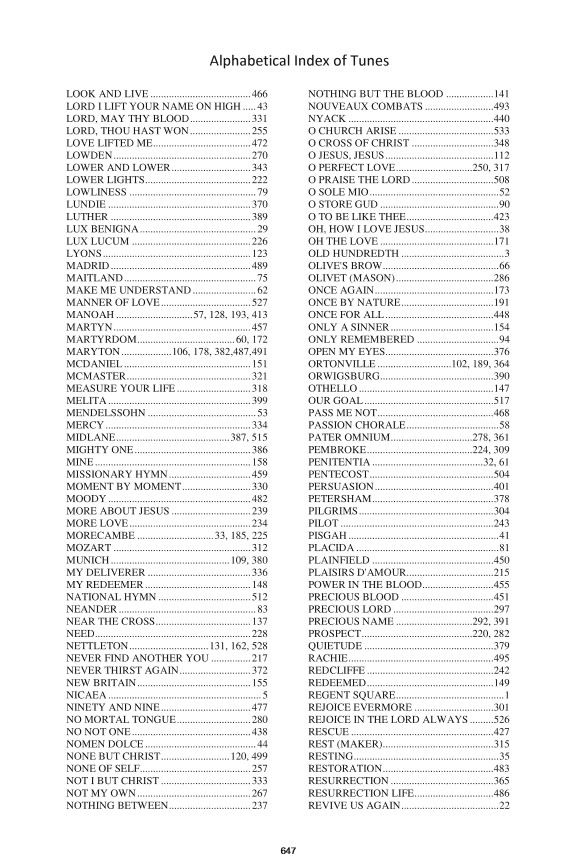 Alphabetical Index of Tunes
LOOK AND LIVE ....................................... 466
LORD I LIFT YOUR NAME ON HIGH ..... 43
LORD, MAY THY BLOOD ....................... 331
LORD, THOU HAST WON ....................... 255
LOVE LIFTED ME ..................................... 472
LOWDEN .................................................... 270
LOWER AND LOWER .............................. 343
LOWER LIGHTS ........................................ 222
LOWLINESS ................................................ 79
LUNDIE ..................................................... 370
LUTHER ..................................................... 389
LUX BENIGNA ............................................ 29
LUX LUCUM ............................................. 226
LYONS ........................................................ 123
MADRID ..................................................... 489
MAITLAND .................................................. 75
MAKE ME UNDERSTAND ........................ 62
MANNER OF LOVE .................................. 527
MANOAH ............................. 57, 128, 193, 413
MARTYN .................................................... 457
MARTYRDOM ..................................... 60, 172
MARYTON ................... 106, 178, 382,487,491
MCDANIEL ................................................ 151
MCMASTER ............................................... 321
MEASURE YOUR LIFE ............................ 318
MELITA ...................................................... 399
MENDELSSOHN ......................................... 53
MERCY ....................................................... 334
MIDLANE ........................................... 387, 515
MIGHTY ONE ............................................ 386
MINE ........................................................... 158
MISSIONARY HYMN ............................... 459
MOMENT BY MOMENT .......................... 330
MOODY ...................................................... 482
MORE ABOUT JESUS .............................. 239
MORE LOVE .............................................. 234
MORECAMBE ............................. 33, 185, 225
MOZART .................................................... 312
MUNICH ............................................. 109, 380
MY DELIVERER ....................................... 336
MY REDEEMER ........................................ 148
NATIONAL HYMN ................................... 512
NEANDER .................................................... 83
NEAR THE CROSS .................................... 137
NEED ........................................................... 228
NETTLETON .............................. 131, 162, 528
NEVER FIND ANOTHER YOU ............... 217
NEVER THIRST AGAIN ........................... 372
NEW BRITAIN ........................................... 155
NICAEA .......................................................... 5
NINETY AND NINE .................................. 477
NO MORTAL TONGUE ............................ 280
NO NOT ONE ............................................. 438
NOMEN DOLCE .......................................... 44
NONE BUT CHRIST .......................... 120, 499
NONE OF SELF .......................................... 257
NOT I BUT CHRIST .................................. 333
NOT MY OWN ........................................... 267
NOTHING BETWEEN ............................... 237
NOTHING BUT THE BLOOD .................. 141
NOUVEAUX COMBATS .......................... 493
NYACK ....................................................... 440
O CHURCH ARISE .................................... 533
O CROSS OF CHRIST ............................... 348
O JESUS, JESUS ......................................... 112
O PERFECT LOVE ............................. 250, 317
O PRAISE THE LORD ............................... 508
O SOLE MIO ................................................ 52
O STORE GUD ............................................. 90
O TO BE LIKE THEE ................................. 423
OH, HOW I LOVE JESUS ............................ 38
OH THE LOVE ........................................... 171
OLD HUNDREDTH ....................................... 3
OLIVE'S BROW ............................................ 66
OLIVET (MASON) ..................................... 286
ONCE AGAIN ............................................. 173
ONCE BY NATURE ................................... 191
ONCE FOR ALL ......................................... 448
ONLY A SINNER ....................................... 154
ONLY REMEMBERED ............................... 94
OPEN MY EYES ......................................... 376
ORTONVILLE ............................ 102, 189, 364
ORWIGSBURG ........................................... 390
OTHELLO ................................................... 147
OUR GOAL ................................................. 517
PASS ME NOT ............................................ 468
PASSION CHORALE ................................... 58
PATER OMNIUM ............................... 278, 361
PEMBROKE ........................................ 224, 309
PENITENTIA .......................................... 32, 61
PENTECOST ............................................... 504
PERSUASION ............................................. 401
PETERSHAM .............................................. 378
PILGRIMS ................................................... 304
PILOT .......................................................... 243
PISGAH ......................................................... 41
PLACIDA ...................................................... 81
PLAINFIELD .............................................. 450
PLAISIRS D'AMOUR ................................. 215
POWER IN THE BLOOD ........................... 455
PRECIOUS BLOOD ................................... 451
PRECIOUS LORD ...................................... 297
PRECIOUS NAME ............................. 292, 391
PROSPECT .......................................... 220, 282
QUIETUDE ................................................. 379
RACHIE ....................................................... 495
REDCLIFFE ................................................ 242
REDEEMED ................................................ 149
REGENT SQUARE ......................................... 1
REJOICE EVERMORE .............................. 301
REJOICE IN THE LORD ALWAYS ......... 526
RESCUE ...................................................... 427
REST (MAKER) .......................................... 315
RESTING ....................................................... 35
RESTORATION .......................................... 483
RESURRECTION ....................................... 365
RESURRECTION LIFE .............................. 486
REVIVE US AGAIN ..................................... 22
647